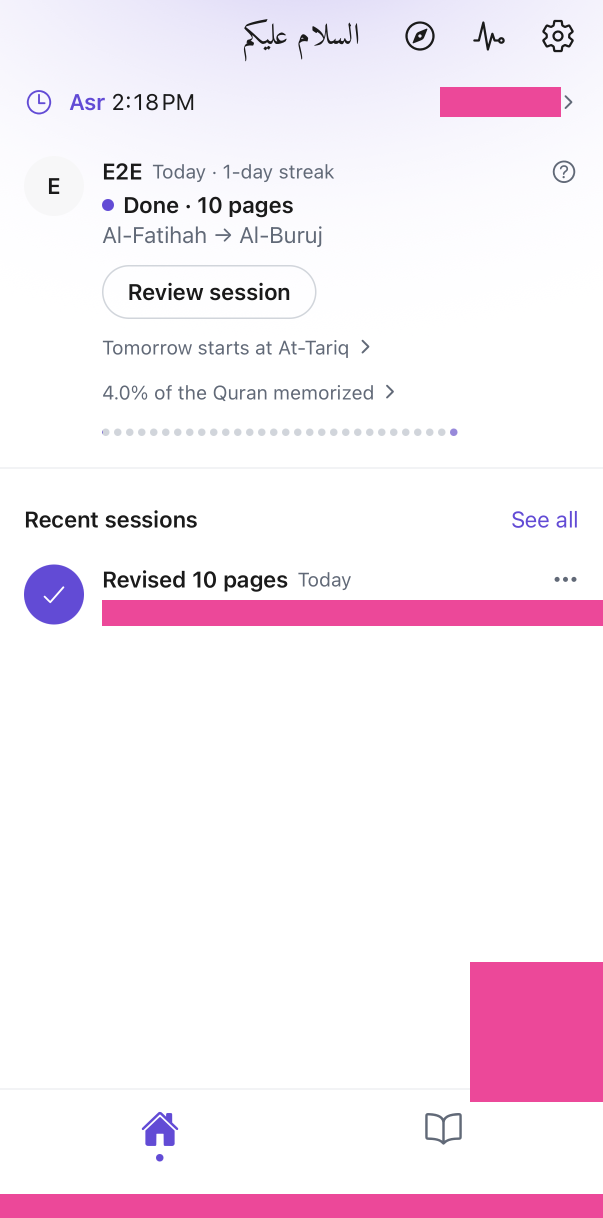 السلام عليكم
Asr 2:18 PM
E
E2E Today · 1-day streak
Done · 10 pages
Al-Fatihah → Al-Buruj
Review session
Tomorrow starts at At-Tariq
4.0% of the Quran memorized
Recent sessions See all
Revised 10 pages Today